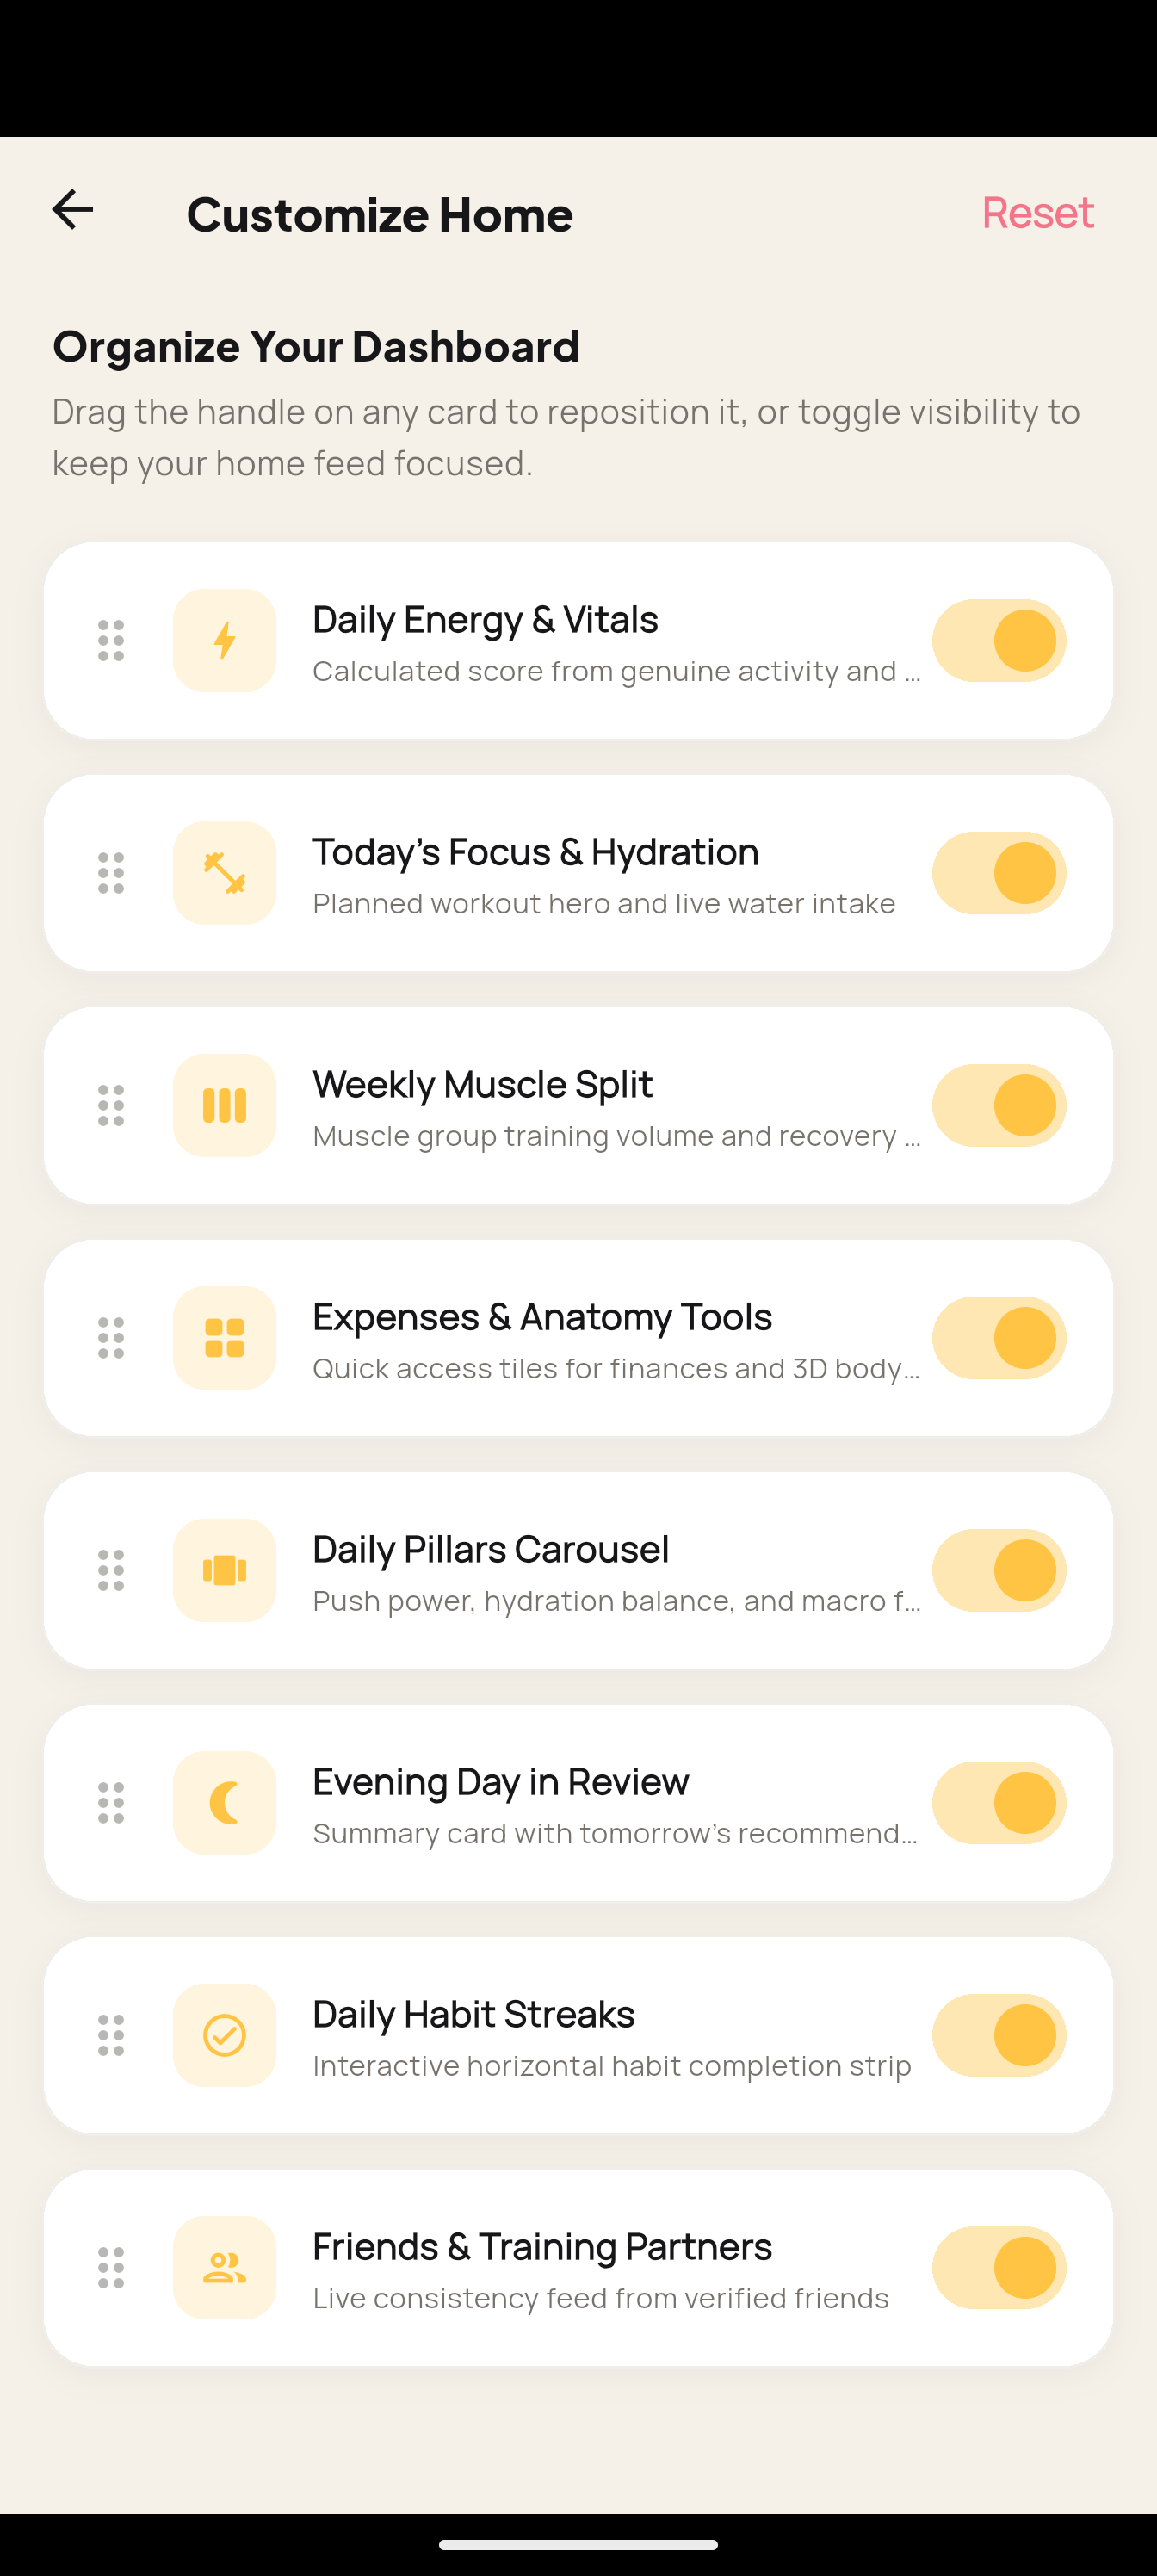 Customize Home
Reset
Organize Your Dashboard
Drag the handle on any card to reposition it, or toggle visibility to
keep your home feed focused.
Daily Energy & Vitals
Calculated score from genuine activity and ...
Today's Focus & Hydration
Planned workout hero and live water intake
Weekly Muscle Split
Muscle group training volume and recovery ...
Expenses & Anatomy Tools
Quick access tiles for finances and 3D body...
Daily Pillars Carousel
Push power, hydration balance, and macro f...
Evening Day in Review
Summary card with tomorrow's recommend...
Daily Habit Streaks
Interactive horizontal habit completion strip
Friends & Training Partners
Live consistency feed from verified friends